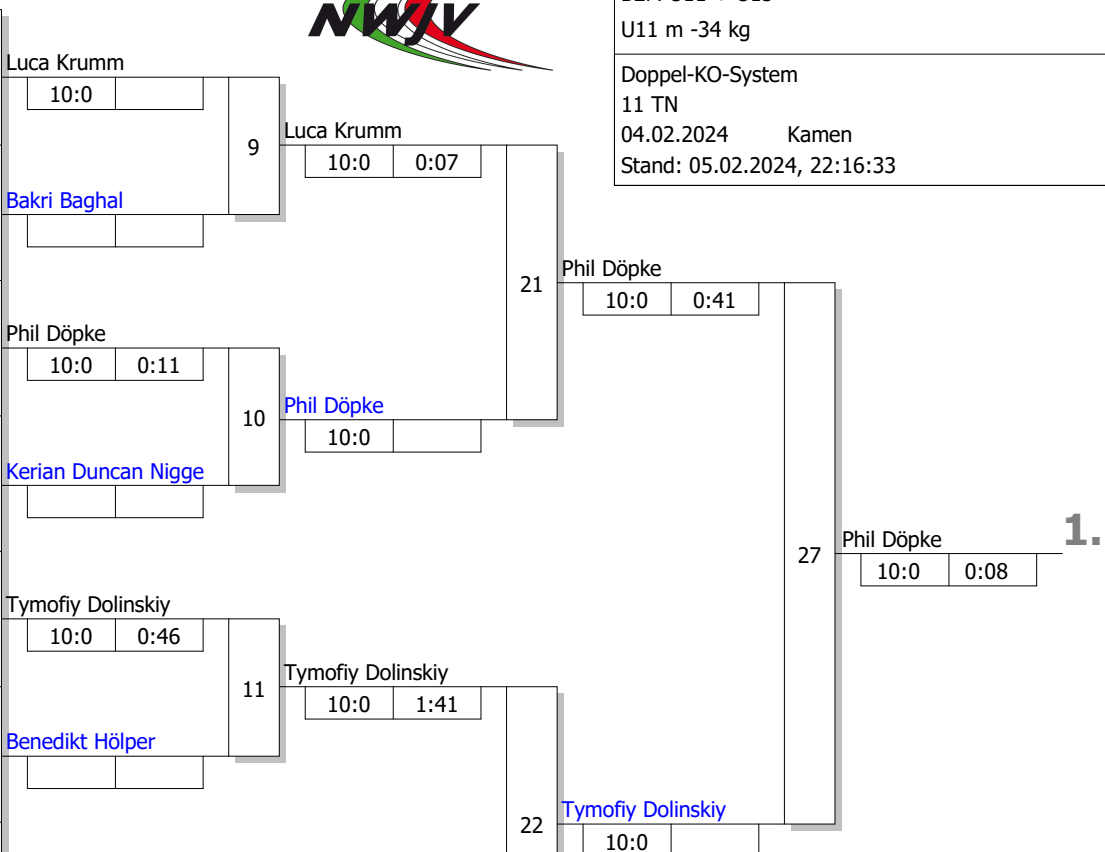 NWJV
U11 m -34 kg
Doppel-KO-System
11 TN
04.02.2024 Kamen
Stand: 05.02.2024, 22:16:33
Luca Krumm
10:0
9
Bakri Baghal
Luca Krumm
10:0 0:07
21
Phil Döpke
10:0 0:41
Phil Döpke
10:0 0:11
10
Kerian Duncan Nigge
Phil Döpke
10:0
27
Phil Döpke
10:0 0:08
1.
Tymofiy Dolinskiy
10:0 0:46
11
Benedikt Hölper
Tymofiy Dolinskiy
10:0 1:41
22
Tymofiy Dolinskiy
10:0